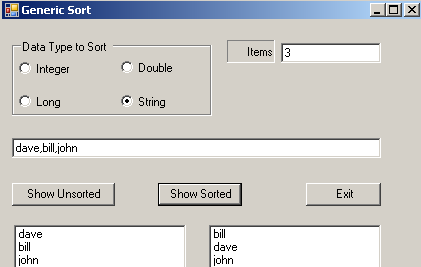 Generic Sort
Data Type to Sort
Items 3
Integer Double
Long String
dave,bill,john
Show Unsorted Show Sorted Exit
dave bill
bill dave
john john